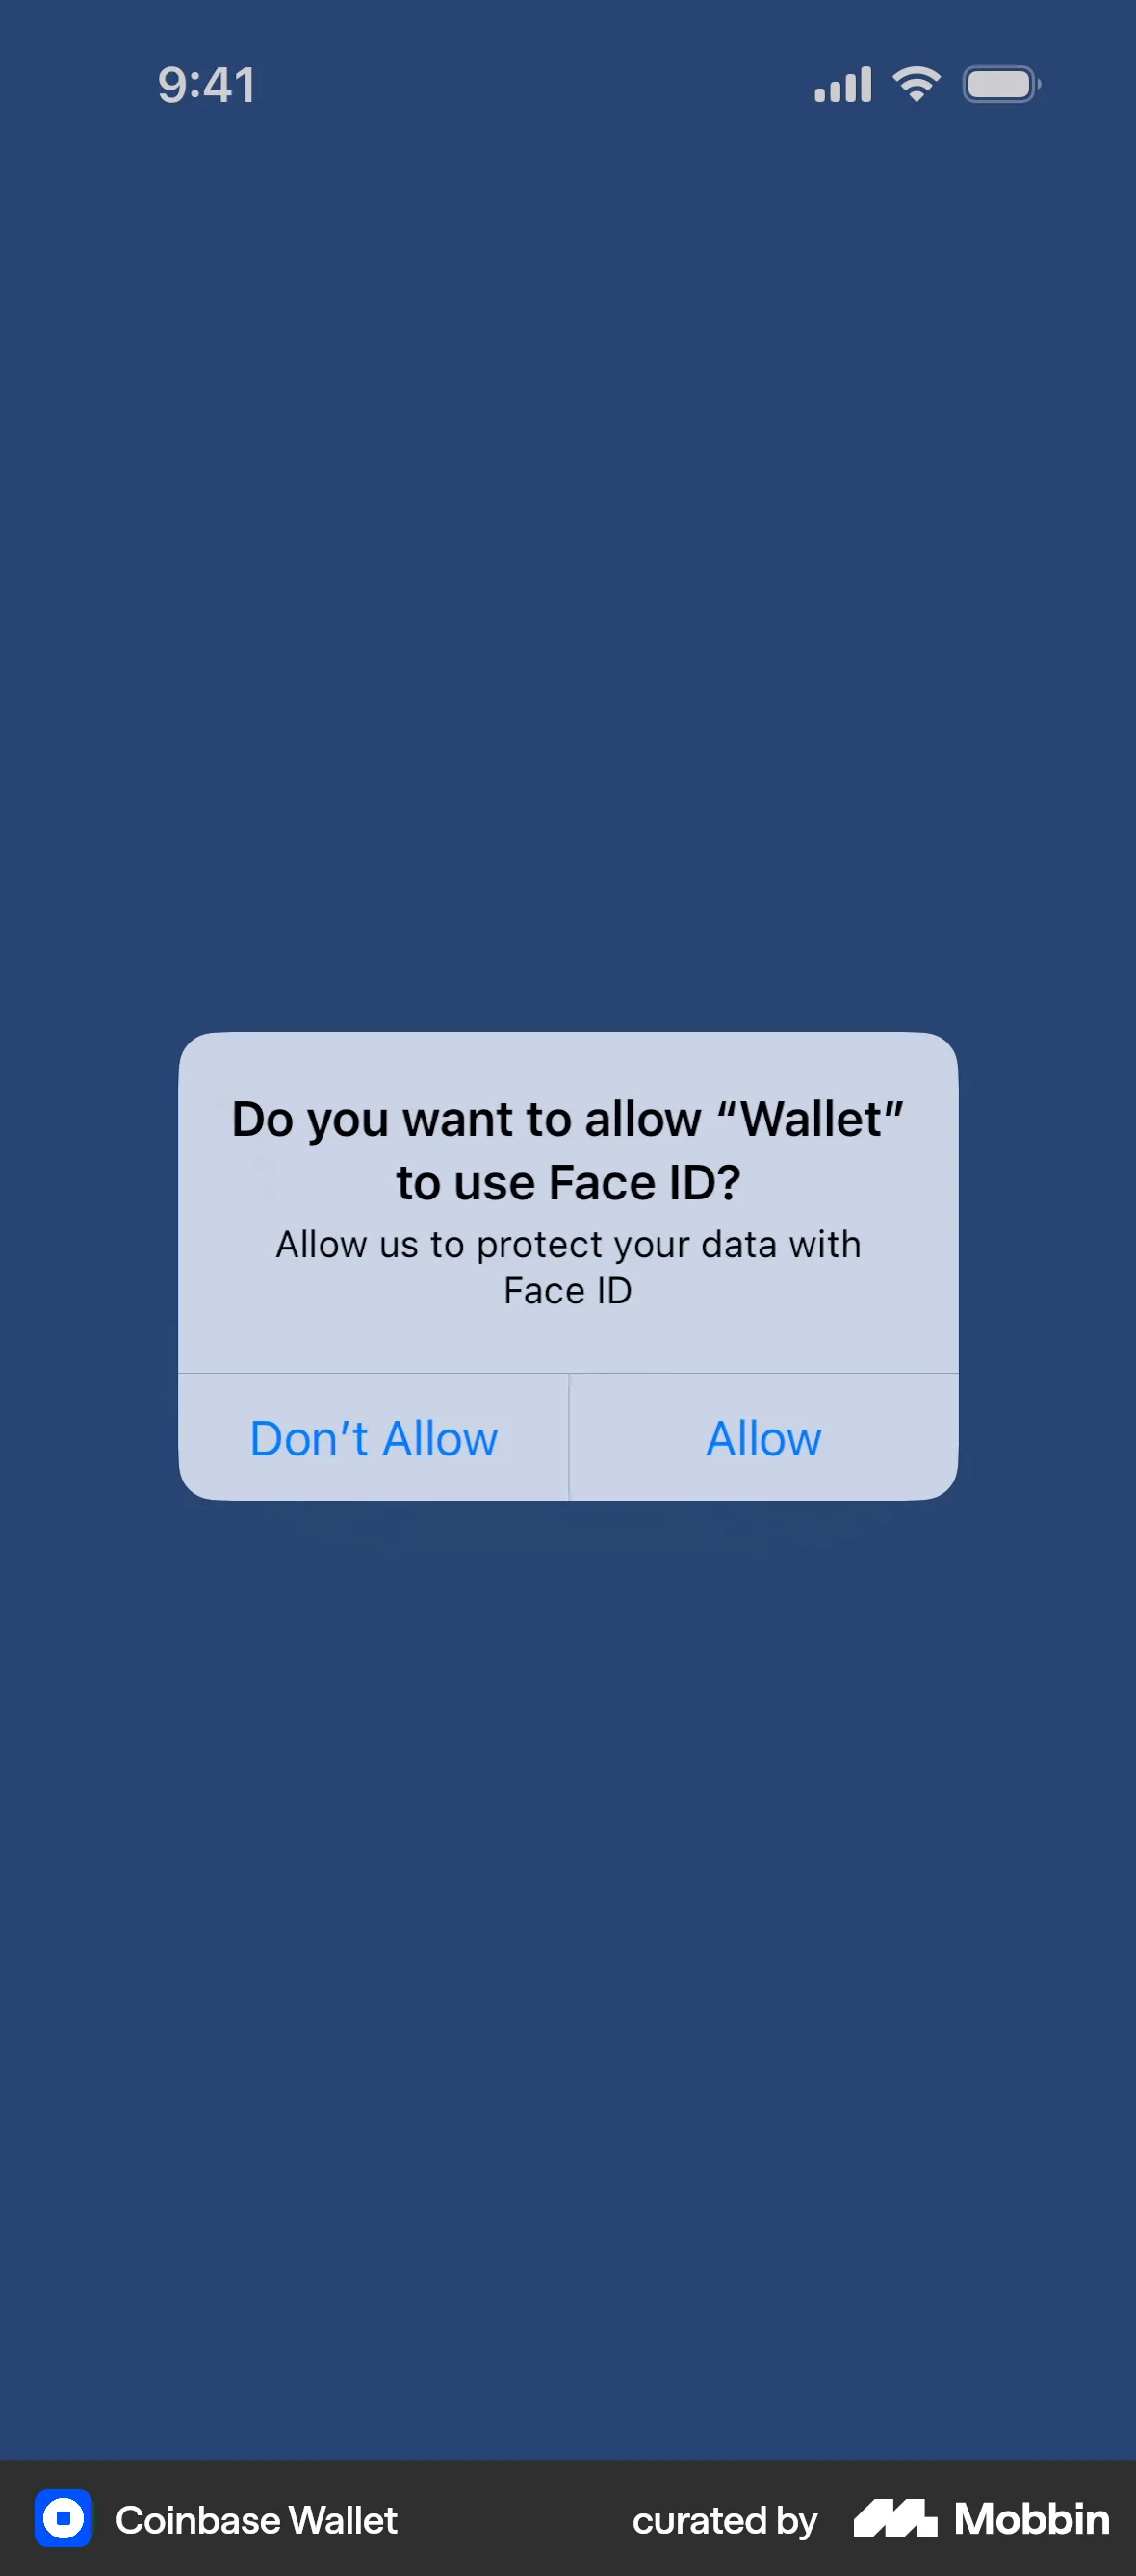 9:41
Do you want to allow “Wallet”
to use Face ID?
Allow us to protect your data with
Face ID
Don’t Allow
Allow
Coinbase Wallet
curated by
Mobbin